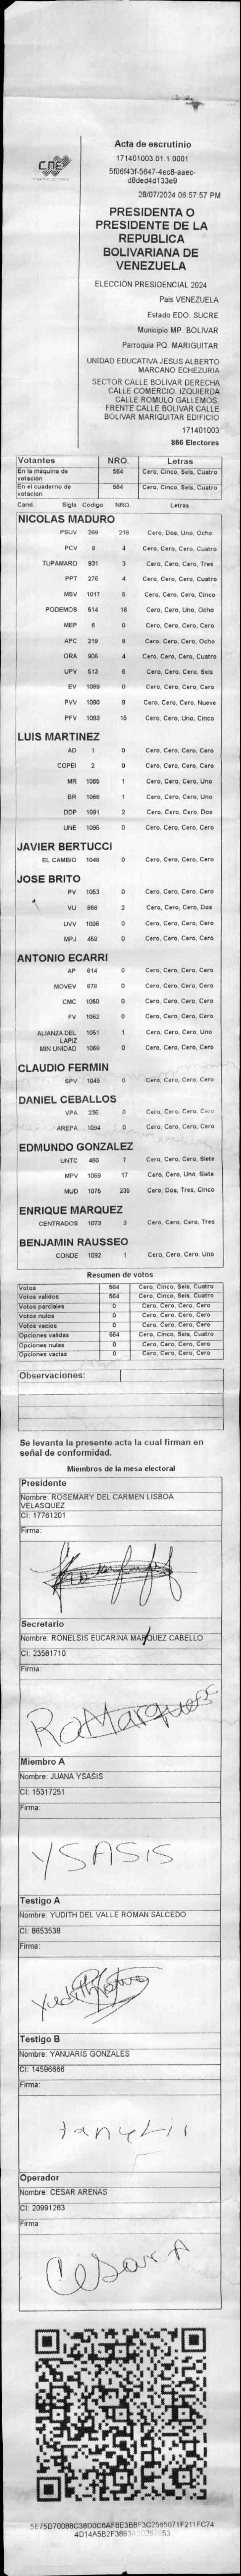 CNE
Acta de escrutinio
171401003.01.1.0001
5f06f43f-5647-4ec8-aaec-
d8ded4d133e9
28/07/2024 06:57:57 PM
PRESIDENTA O
PRESIDENTE DE LA
REPUBLICA
BOLIVARIANA DE
VENEZUELA
ELECCIÓN PRESIDENCIAL 2024
Pais VENEZUELA
Estado EDO. SUCRE
Municipio MP. BOLIVAR
Parroquia PQ. MARIGUITAR
UNIDAD EDUCATIVA JESUS ALBERTO
MARCANO ECHEZURIA
SECTOR CALLE BOLIVAR DERECHA
CALLE COMERCIO. IZQUIERDA
CALLE ROMULO GALLEMOS.
FRENTE CALLE BOLIVAR CALLE
BOLIVAR MARIQUITAR EDIFICIO
171401003
866 Electores
Votantes NRO. Letras
En la máquina de votación 564 Cero, Cinco, Seis, Cuatro
En el cuaderno de votación 564 Cero, Cinco, Seis, Cuatro
Cand. Sigla Codigo NRO. Letras
NICOLAS MADURO
PSUV 269 218 Cero, Dos, Uno, Ocho
PCV 8 4 Cero, Cero, Cero, Cuatro
TUPAMARO 931 3 Cero, Cero, Cero, Tres
PPT 276 4 Cero, Cero, Cero, Cuatro
MSV 1017 5 Cero, Cero, Cero, Cinco
PODEMOS 514 18 Cero, Cero, Uno, Ocho
MEP 6 0 Cero, Cero, Cero, Cero
APC 219 8 Cero, Cero, Cero, Ocho
ORA 906 4 Cero, Cero, Cero, Cuatro
UPV 513 6 Cero, Cero, Cero, Seis
EV 1089 0 Cero, Cero, Cero, Cero
PVV 1090 9 Cero, Cero, Cero, Nueve
PFV 1093 15 Cero, Cero, Uno, Cinco
LUIS MARTINEZ
AD 1 0 Cero, Cero, Cero, Cero
COPEI 2 0 Cero, Cero, Cero, Cero
MR 1065 1 Cero, Cero, Cero, Uno
BR 1066 1 Cero, Cero, Cero, Uno
DDP 1091 2 Cero, Cero, Cero, Dos
UNE 1095 0 Cero, Cero, Cero, Cero
JAVIER BERTUCCI
EL CAMBIO 1048 0 Cero, Cero, Cero, Cero
JOSE BRITO
PV 1053 0 Cero, Cero, Cero, Cero
VU 868 2 Cero, Cero, Cero, Dos
UVV 1096 0 Cero, Cero, Cero, Cero
MPJ 458 0 Cero, Cero, Cero, Cero
ANTONIO ECARRI
AP 814 0 Cero, Cero, Cero, Cero
MOVEV 879 0 Cero, Cero, Cero, Cero
CMC 1060 0 Cero, Cero, Cero, Cero
FV 1062 0 Cero, Cero, Cero, Cero
ALIANZA DEL LAPIZ 1051 1 Cero, Cero, Cero, Uno
MIN UNIDAD 1069 0 Cero, Cero, Cero, Cero
CLAUDIO FERMIN
SPV 1049 0 Cero, Cero, Cero, Cero
DANIEL CEBALLOS
VPA 236 0 Cero, Cero, Cero, Cero
AREPA 1094 0 Cero, Cero, Cero, Cero
EDMUNDO GONZALEZ
UNTC 460 7 Cero, Cero, Cero, Siete
MPV 1069 17 Cero, Cero, Uno, Siete
MUD 1075 235 Cero, Dos, Tres, Cinco
ENRIQUE MARQUEZ
CENTRADOS 1073 3 Cero, Cero, Cero, Tres
BENJAMIN RAUSSEO
CONDE 1092 1 Cero, Cero, Cero, Uno
Resumen de votos
Votos 564 Cero, Cinco, Seis, Cuatro
Votos validos 564 Cero, Cinco, Seis, Cuatro
Votos parciales 0 Cero, Cero, Cero, Cero
Votos nulos 0 Cero, Cero, Cero, Cero
Votos vacios 0 Cero, Cero, Cero, Cero
Opciones validas 564 Cero, Cinco, Seis, Cuatro
Opciones nulas 0 Cero, Cero, Cero, Cero
Opciones vacias 0 Cero, Cero, Cero, Cero
Observaciones:
Se levanta la presente acta la cual firman en
señal de conformidad.
Miembros de la mesa electoral
Presidente
Nombre: ROSEMARY DEL CARMEN LISBOA
VELASQUEZ
CI: 17761201
Firma:
Secretario
Nombre: RONELSIS EUCARINA MARQUEZ CABELLO
CI: 23581710
Firma:
RoMarquez
Miembro A
Nombre: JUANA YSASIS
CI: 15317251
Firma:
YSASIS
Testigo A
Nombre: YUDITH DEL VALLE ROMAN SALCEDO
CI: 8653538
Firma:
Testigo B
Nombre: YANUARIS GONZALES
CI: 14596666
Firma:
Operador
Nombre: CESAR ARENAS
CI: 20991263
Firma:
Cesar A